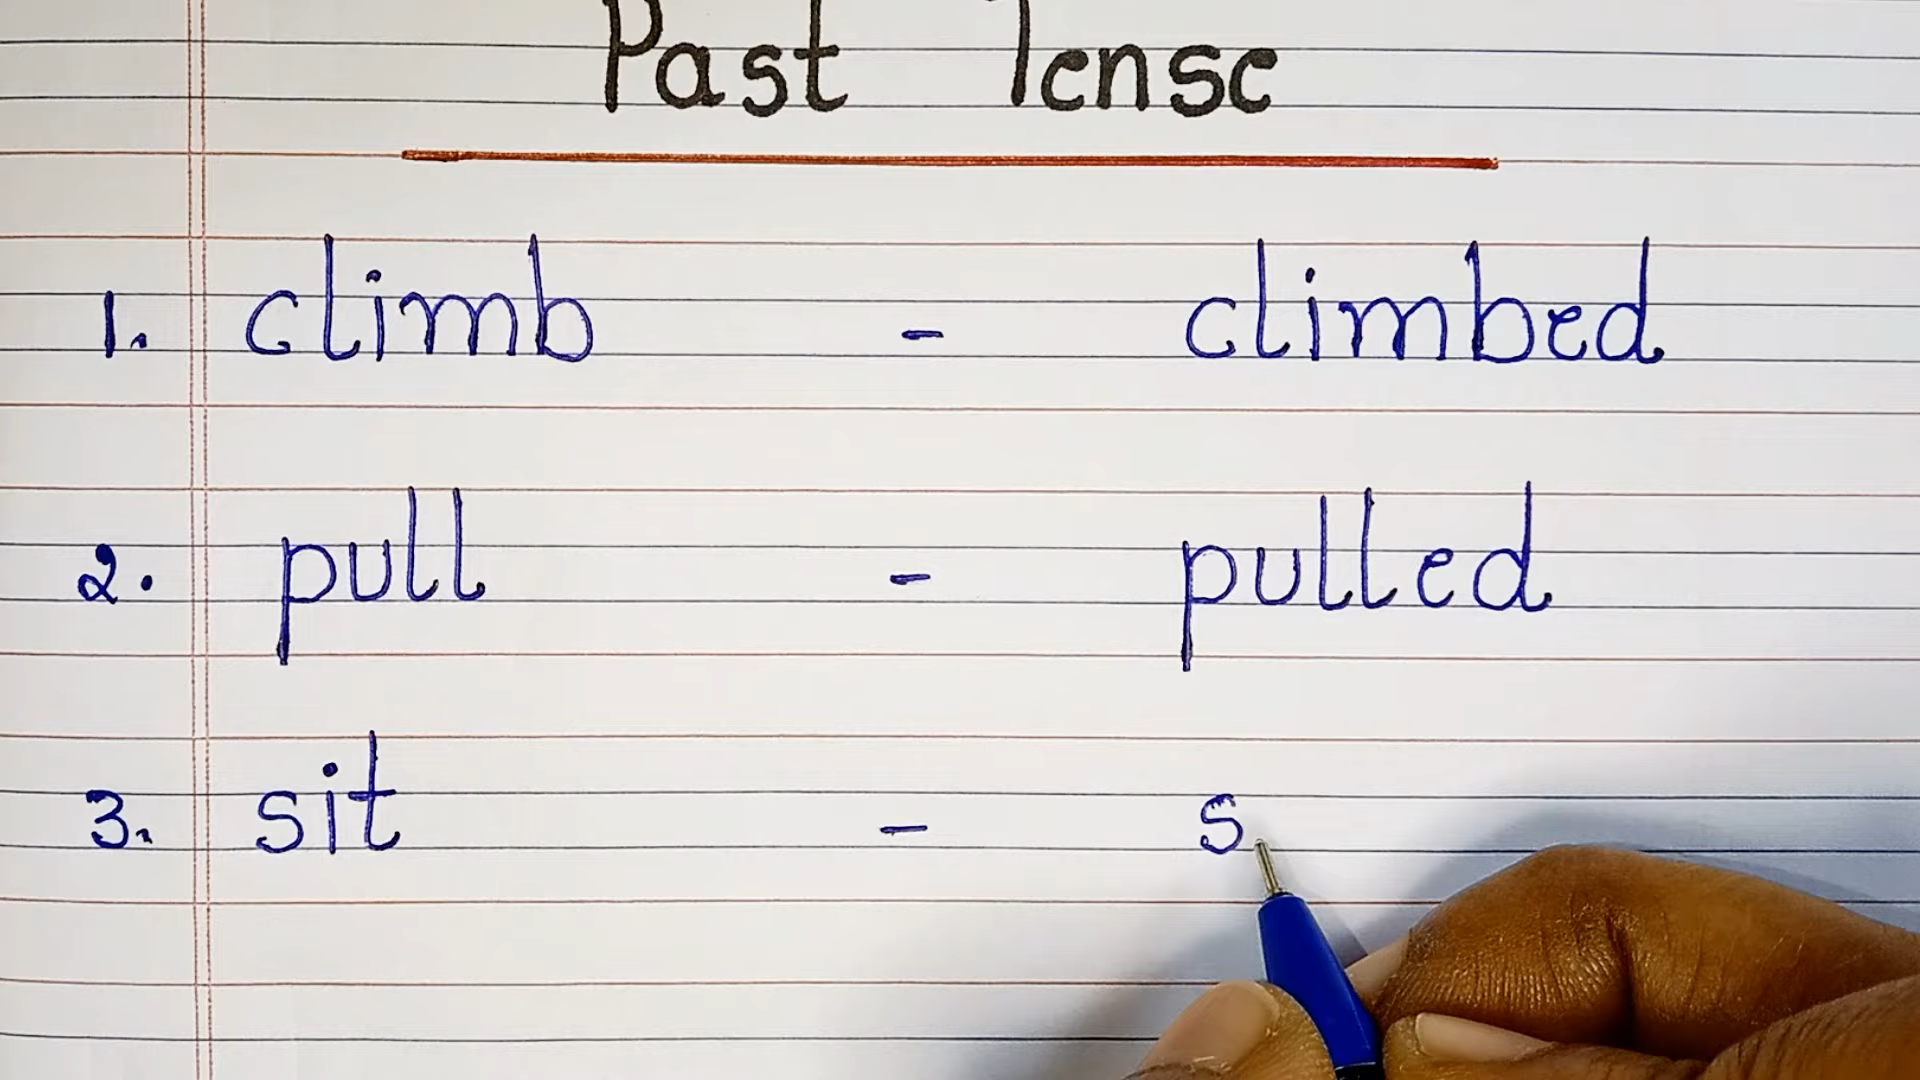 Past Tense
1. climb - climbed
2. pull - pulled
3. sit - s